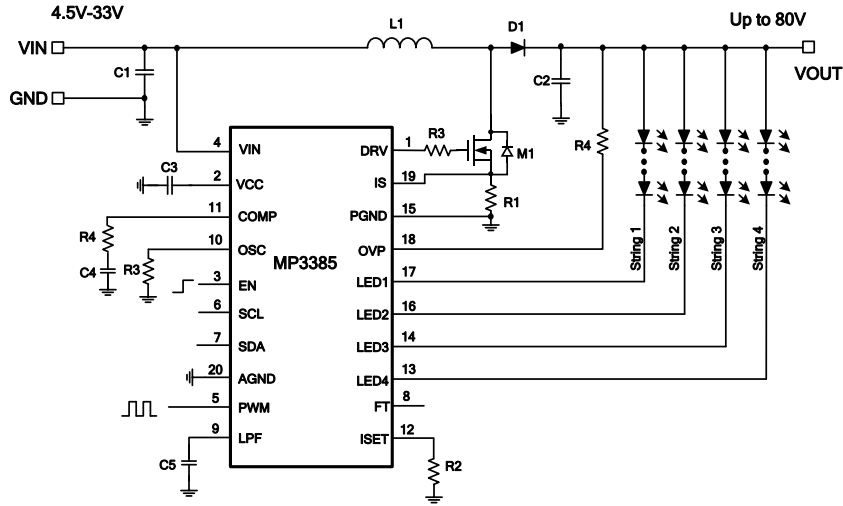 4.5V-33V
Up to 80V
VIN
L1
D1
VOUT
C1
C2
GND
4
VIN
DRV
1
R3
M1
R4
C3
2
VCC
IS
19
R1
11
COMP
PGND
15
R4
10
OSC
OVP
18
C4
R3
MP3385
String 1
String 2
String 3
String 4
3
EN
LED1
17
6
SCL
LED2
16
7
SDA
LED3
14
20
AGND
LED4
13
5
PWM
FT
8
9
LPF
ISET
12
C5
R2